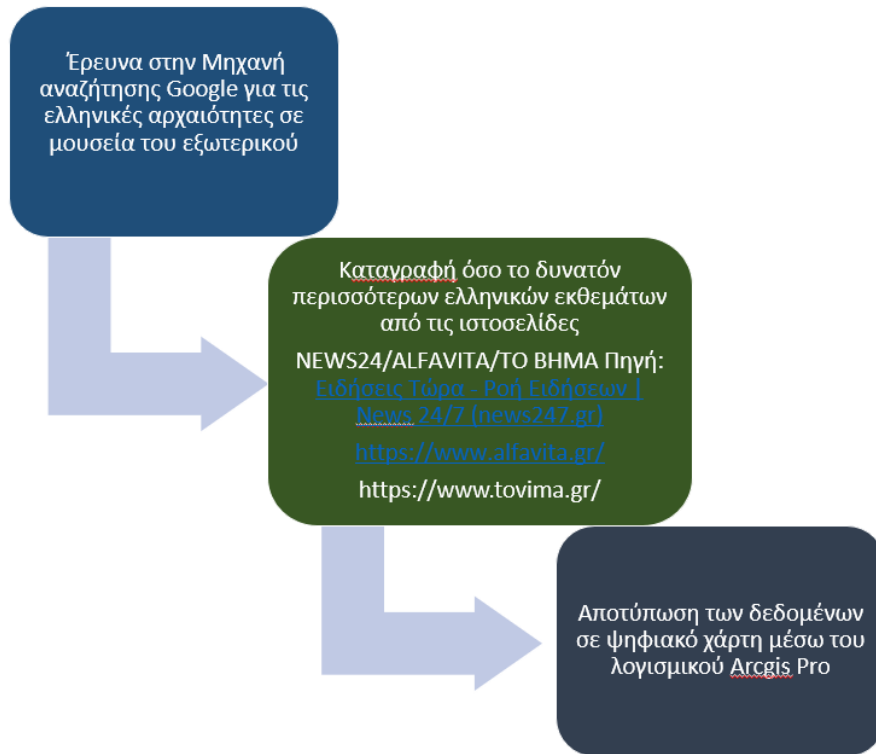 Έρευνα στην Μηχανή
αναζήτησης Google για τις
ελληνικές αρχαιότητες σε
μουσεία του εξωτερικού
Καταγραφή όσο το δυνατόν
περισσότερων ελληνικών εκθεμάτων
από τις ιστοσελίδες
NEWS24/ALFAVITA/ΤΟ ΒΗΜΑ Πηγή:
Ειδήσεις Τώρα - Ροή Ειδήσεων |
News 24/7 (news247.gr)
https://www.alfavita.gr/
https://www.tovima.gr/
Αποτύπωση των δεδομένων
σε ψηφιακό χάρτη μέσω του
λογισμικού Arcgis Pro